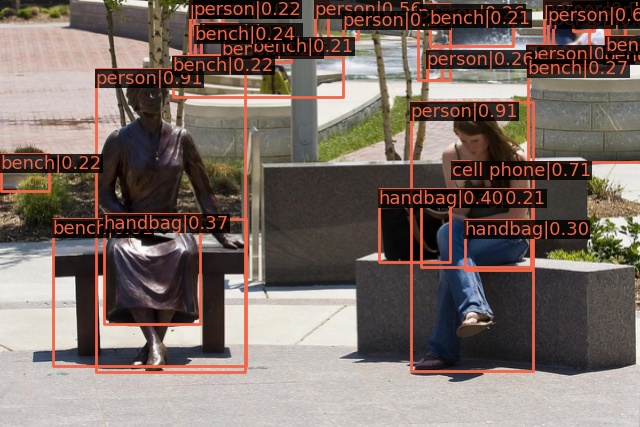 person|0.22
person|0.56
person|0.
bench|0.21
person|0.6
bench|0.24
bench|0.21
bench|0.22
person|0.26
person|0.
bench|0.27
person|0.91
person|0.91
bench|0.22
cell phone|0.71
handbag|0.40
0.21
handbag|0.37
handbag|0.30